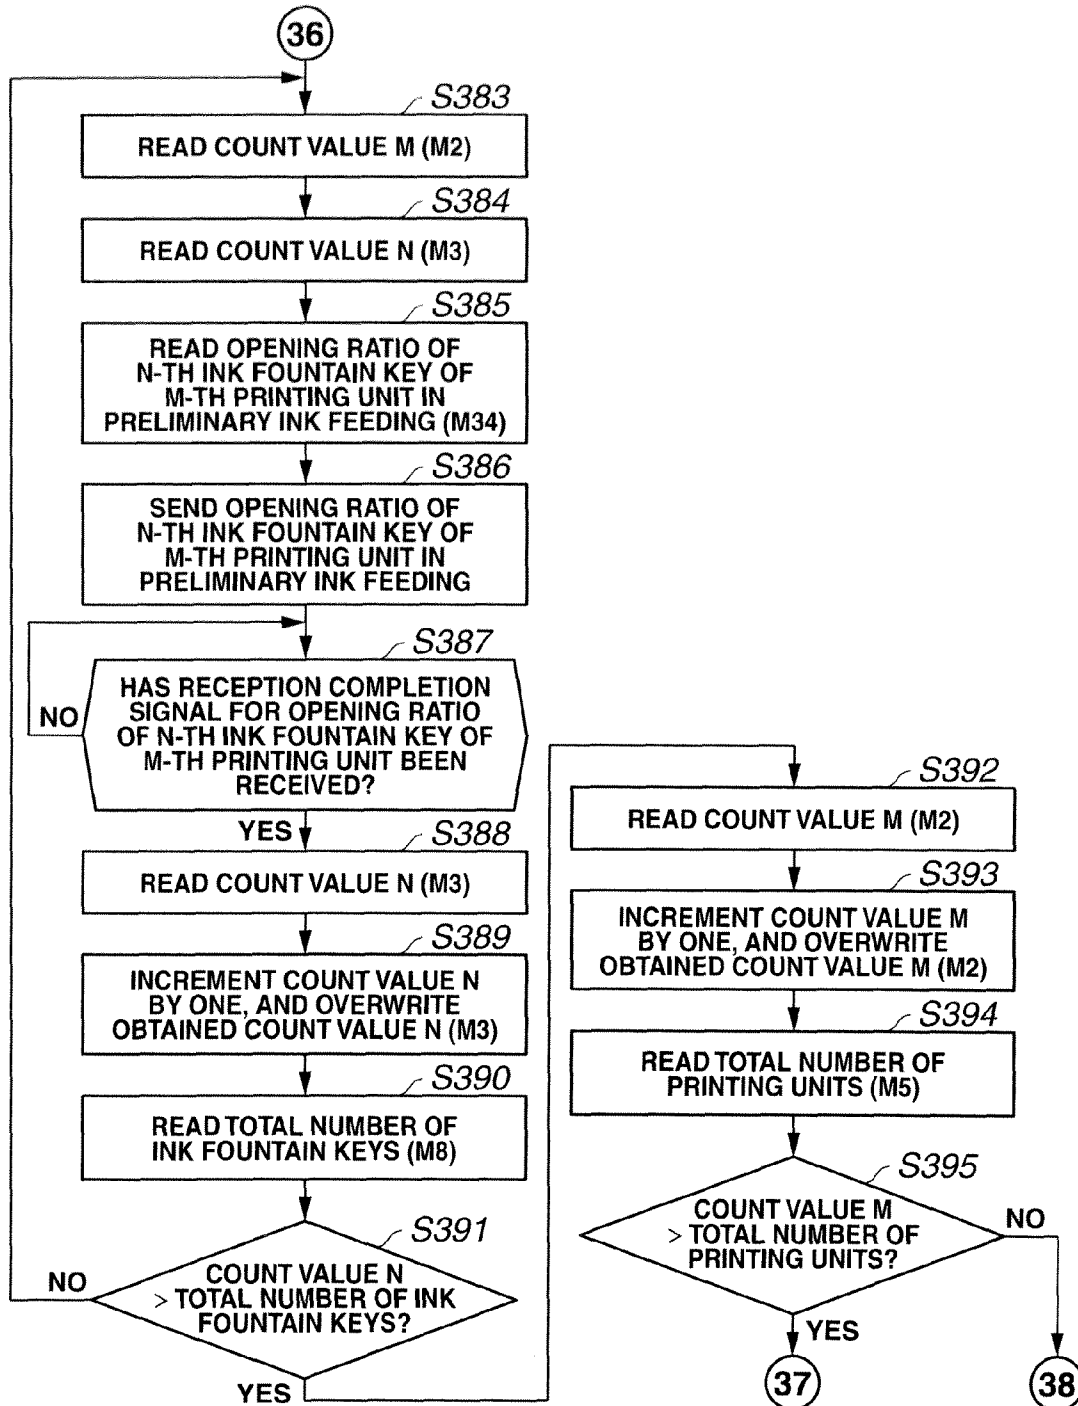 36
S383
READ COUNT VALUE M (M2)
S384
READ COUNT VALUE N (M3)
S385
READ OPENING RATIO OF
N-TH INK FOUNTAIN KEY OF
M-TH PRINTING UNIT IN
PRELIMINARY INK FEEDING (M34)
S386
SEND OPENING RATIO OF
N-TH INK FOUNTAIN KEY OF
M-TH PRINTING UNIT IN
PRELIMINARY INK FEEDING
S387
HAS RECEPTION COMPLETION
SIGNAL FOR OPENING RATIO
OF N-TH INK FOUNTAIN KEY OF
M-TH PRINTING UNIT BEEN
RECEIVED?
NO
YES
S388
READ COUNT VALUE N (M3)
S389
INCREMENT COUNT VALUE N
BY ONE, AND OVERWRITE
OBTAINED COUNT VALUE N (M3)
S390
READ TOTAL NUMBER OF
INK FOUNTAIN KEYS (M8)
S391
COUNT VALUE N
> TOTAL NUMBER OF INK
FOUNTAIN KEYS?
NO
YES
S392
READ COUNT VALUE M (M2)
S393
INCREMENT COUNT VALUE M
BY ONE, AND OVERWRITE
OBTAINED COUNT VALUE M (M2)
S394
READ TOTAL NUMBER OF
PRINTING UNITS (M5)
S395
COUNT VALUE M
> TOTAL NUMBER OF
PRINTING UNITS?
NO
YES
37
38